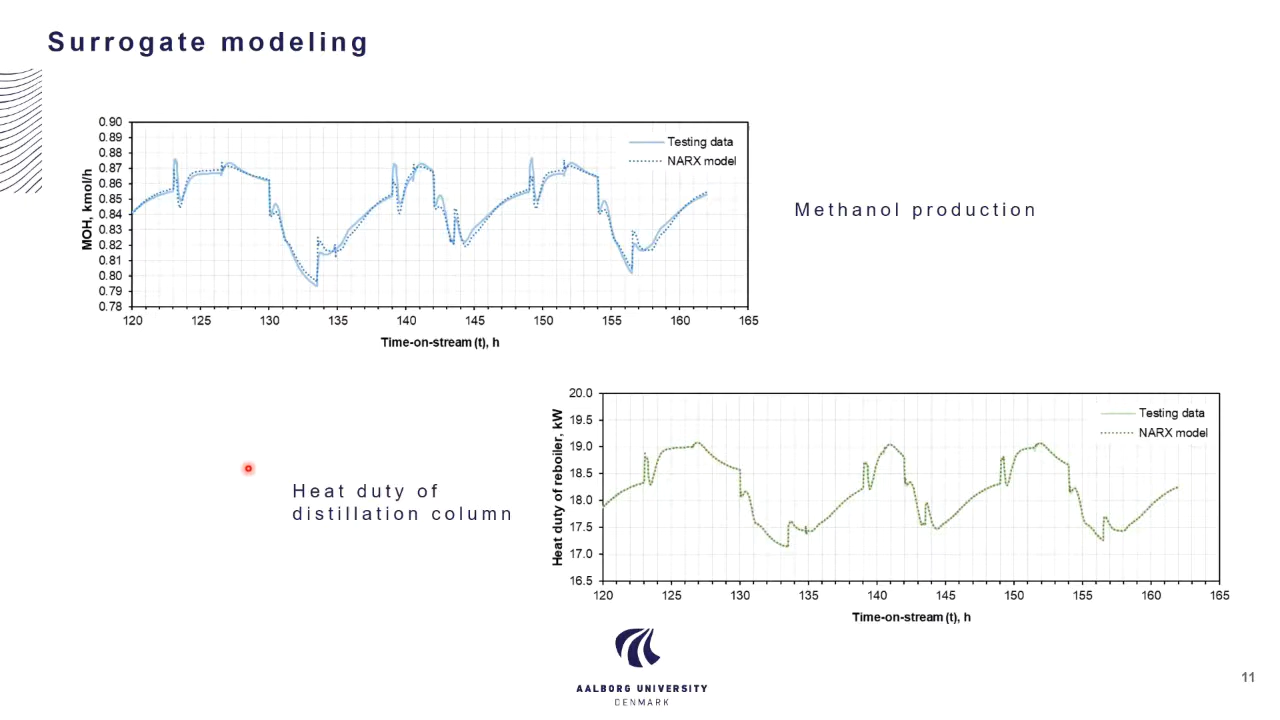 Surrogate modeling
0.90
0.89
0.88
0.87
0.86
0.85
0.84
0.83
0.82
0.81
0.80
0.79
0.78
MOH, kmol/h
Testing data
NARX model
120 125 130 135 140 145 150 155 160 165
Time-on-stream (t), h
Methanol production
Heat duty of
distillation column
20.0
19.5
19.0
18.5
18.0
17.5
17.0
16.5
Heat duty of reboiler, kW
Testing data
NARX model
120 125 130 135 140 145 150 155 160 165
Time-on-stream (t), h
AALBORG UNIVERSITY
DENMARK
11